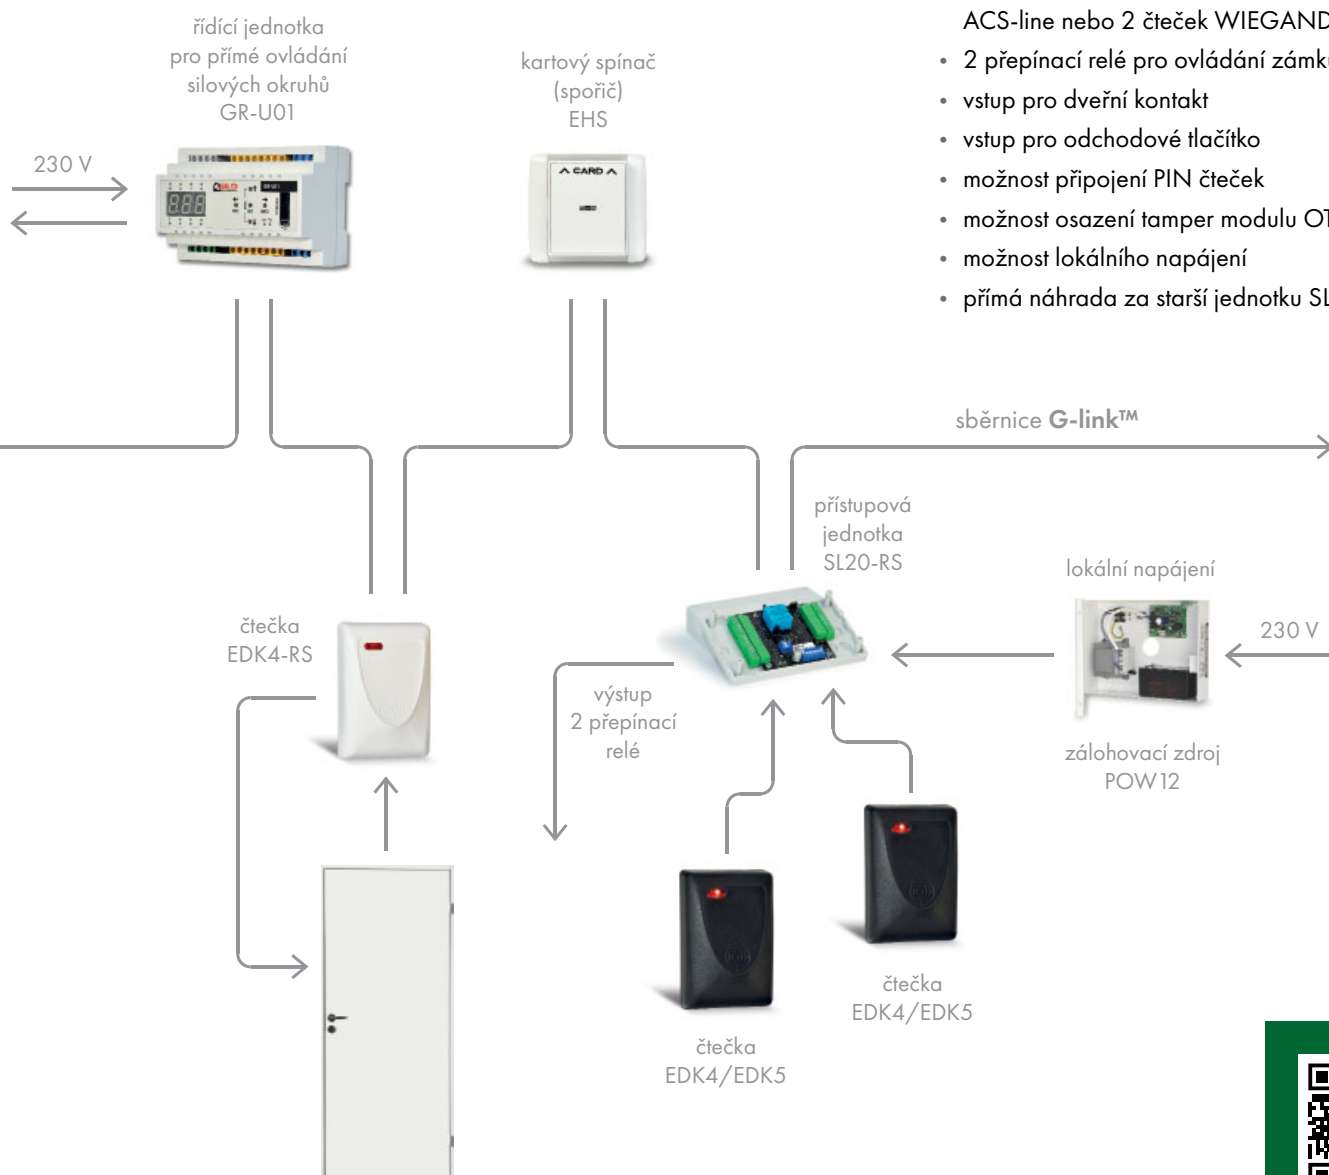 řídící jednotka
pro přímé ovládání
silových okruhů
GR-U01
230 V
kartový spínač
(spořič)
EHS
CARD
ACS-line nebo 2 čteček WIEGAND
• 2 přepínací relé pro ovládání zámků
• vstup pro dveřní kontakt
• vstup pro odchodové tlačítko
• možnost připojení PIN čteček
• možnost osazení tamper modulu OT
• možnost lokálního napájení
• přímá náhrada za starší jednotku SL
sběrnice G-link™
přístupová
jednotka
SL20-RS
lokální napájení
230 V
zálohovací zdroj
POW12
čtečka
EDK4-RS
výstup
2 přepínací
relé
čtečka
EDK4/EDK5
čtečka
EDK4/EDK5